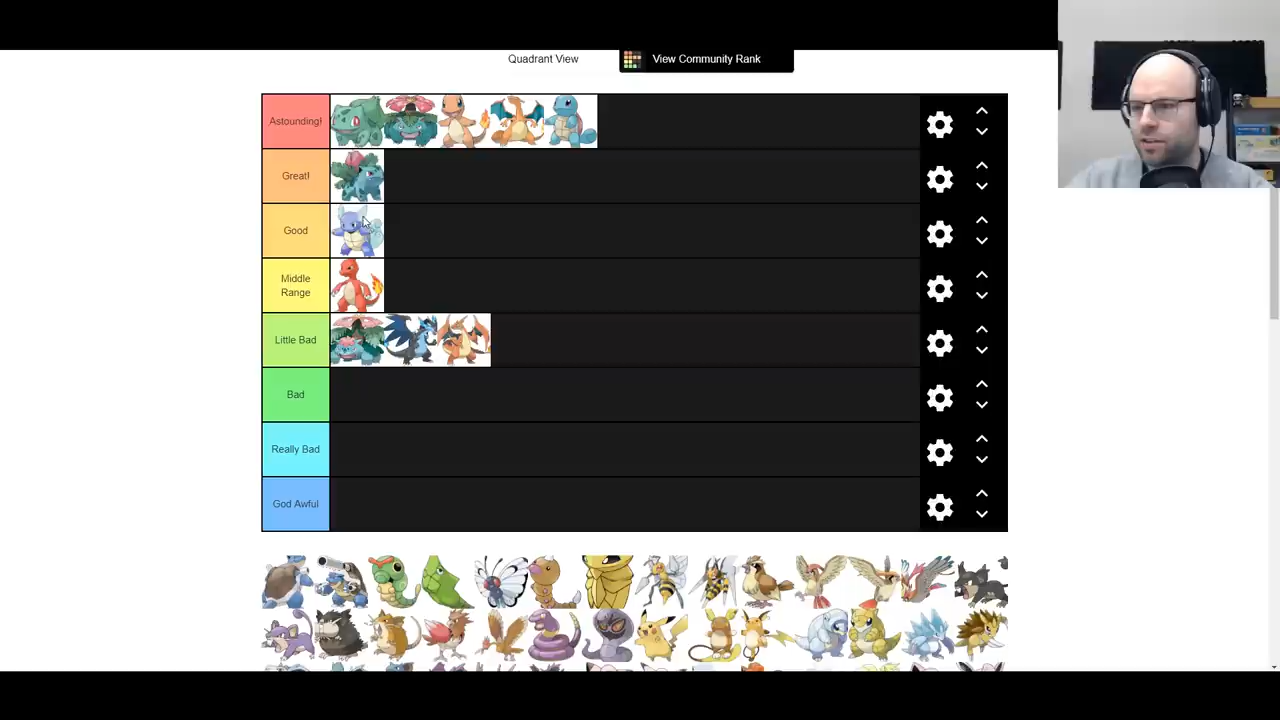 Quadrant View
View Community Rank
Astounding!
Great!
Good
Middle
Range
Little Bad
Bad
Really Bad
God Awful